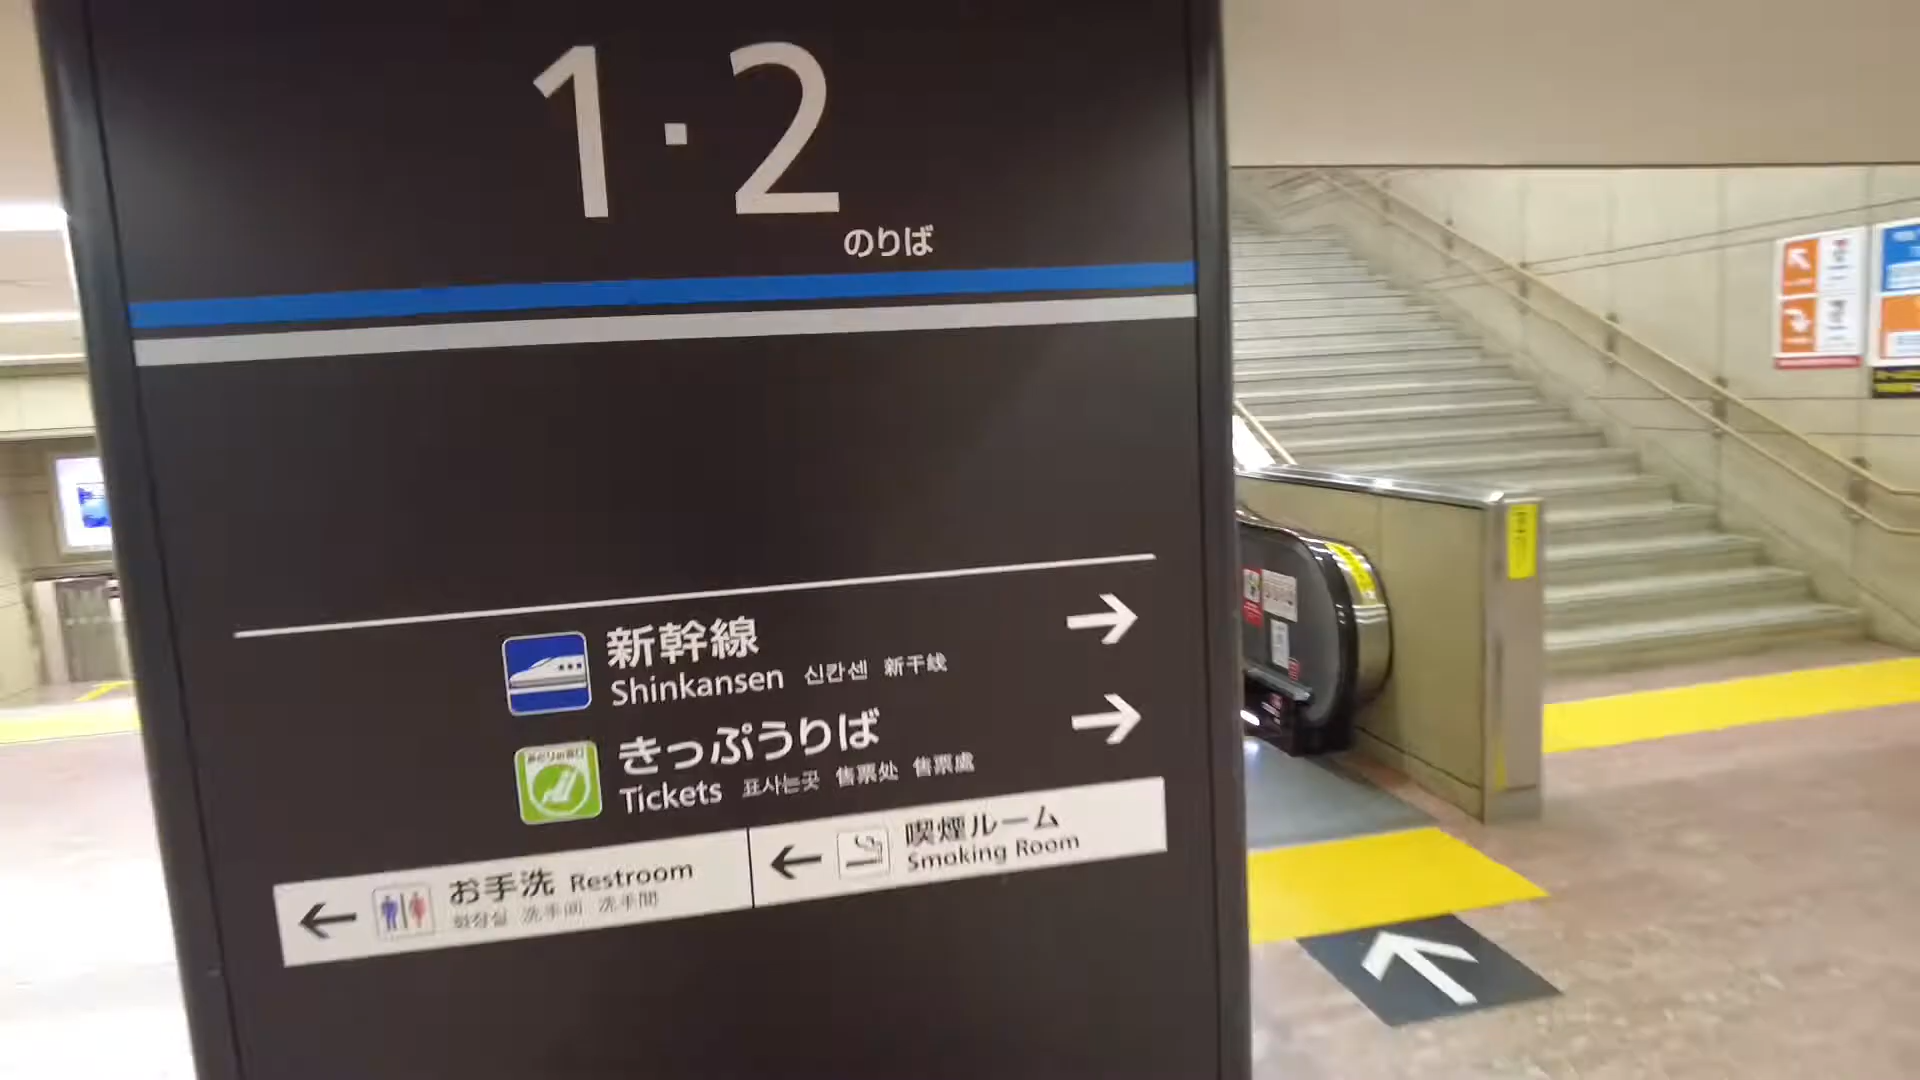 1・2
のりば
新幹線
Shinkansen 신칸센 新干线
きっぷうりば
Tickets 표사는곳 售票处 售票處
お手洗 Restroom
화장실 洗手间 洗手間
喫煙ルーム
Smoking Room